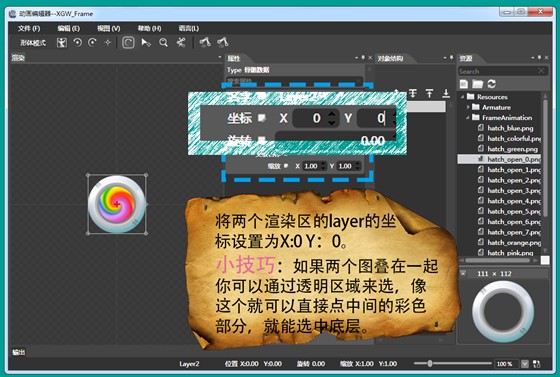 动画编辑器--XGW_Frame
文件 (F) 编辑 (E) 视图 (V) 帮助 (H) 语言(L)
形体模式
渲染
属性
对象结构
资源
Type 骨骼数据
Search
Resources
Armature
FrameAnimation
hatch_blue.png
hatch_colorful.png
hatch_green.png
hatch_open_0.png
hatch_open_1.png
hatch_open_2.png
hatch_open_3.png
hatch_open_4.png
hatch_open_5.png
hatch_open_6.png
hatch_open_7.png
hatch_orange.png
hatch_pink.png
坐标 X 0 Y 0
旋转 0.00
缩放 X 1.00 Y 1.00
将两个渲染区的layer的坐
标设置为X:0 Y：0。
小技巧：如果两个图叠在一起
你可以通过透明区域来选，像
这个就可以直接点中间的彩色
部分，就能选中底层。
111 × 112
输出
Layer2 位置 X:0.00 Y:0.00 旋转 0.00 缩放 X:1.00 Y:1.00 100 %